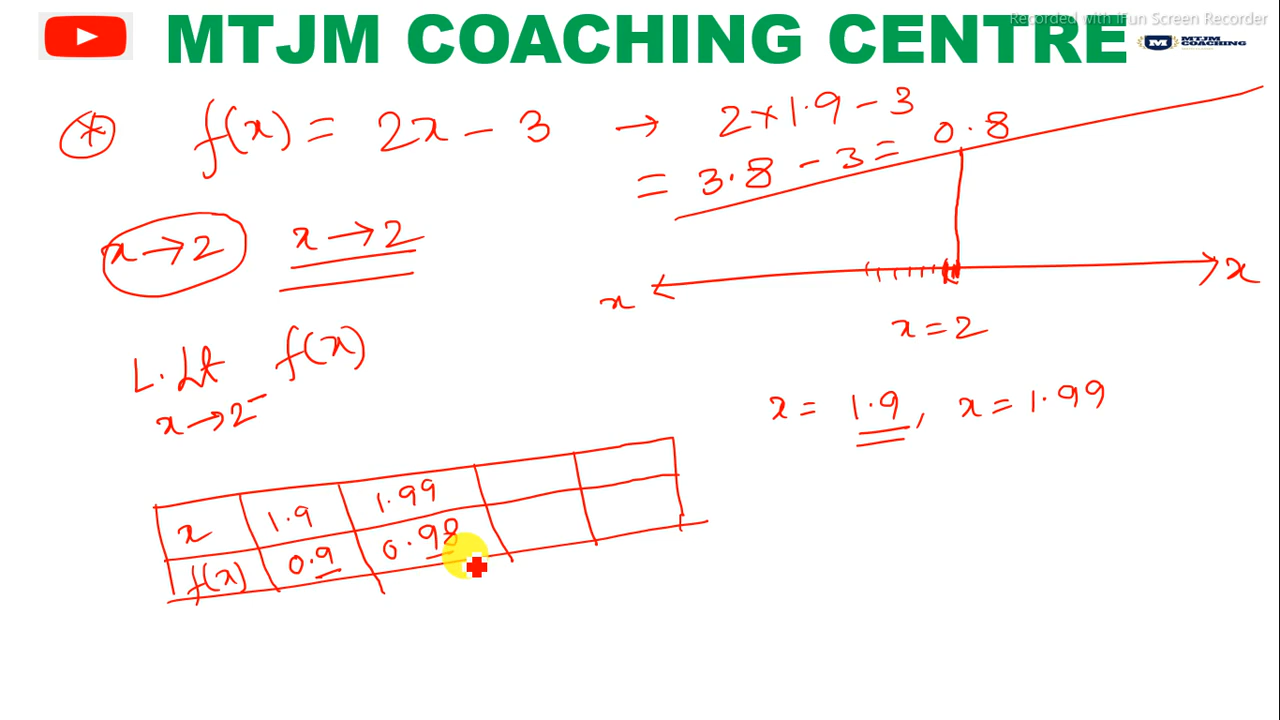 Recorded with iFun Screen Recorder
MTJM COACHING CENTRE
MTJM COACHING
f(x) = 2x - 3 → 2×1.9 - 3
= 3.8 - 3 = 0.8
x→2 x→2
x x
x = 2
L.Lt f(x)
x→2⁻
x = 1.9, x = 1.99
x 1.9 1.99
f(x) 0.9 0.98